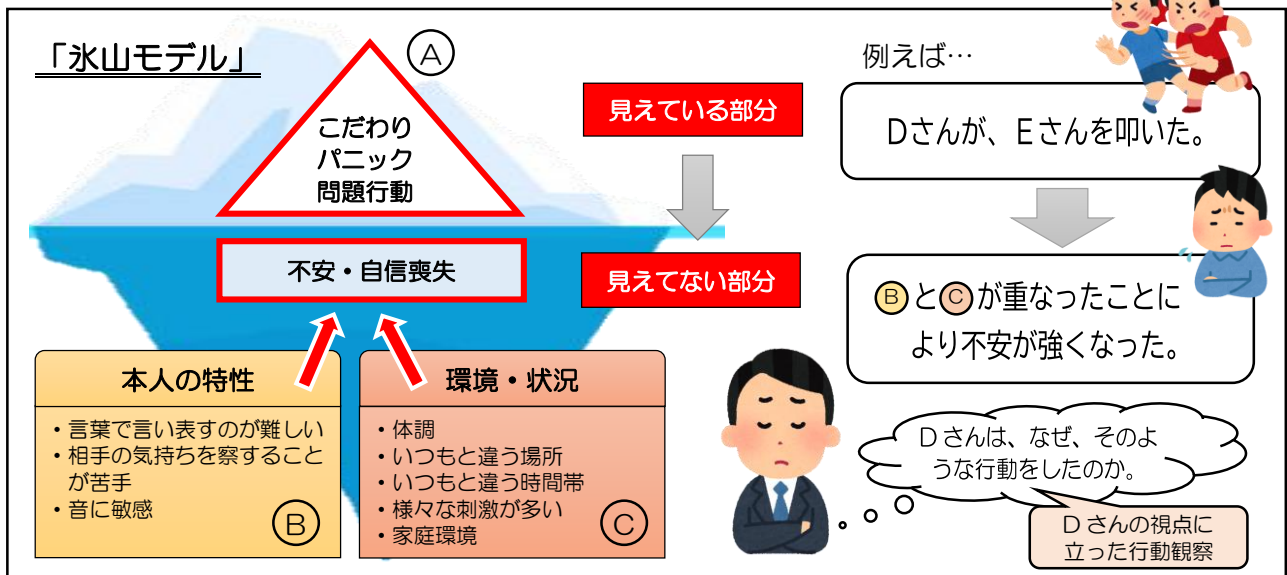 「氷山モデル」
A
こだわり
パニック
問題行動
不安・自信喪失
本人の特性
・言葉で言い表すのが難しい
・相手の気持ちを察すること
が苦手
・音に敏感
B
環境・状況
・体調
・いつもと違う場所
・いつもと違う時間帯
・様々な刺激が多い
・家庭環境
C
見えている部分
見えてない部分
例えば…
Dさんが、Eさんを叩いた。
BとCが重なったことに
より不安が強くなった。
Dさんは、なぜ、そのよ
うな行動をしたのか。
Dさんの視点に
立った行動観察